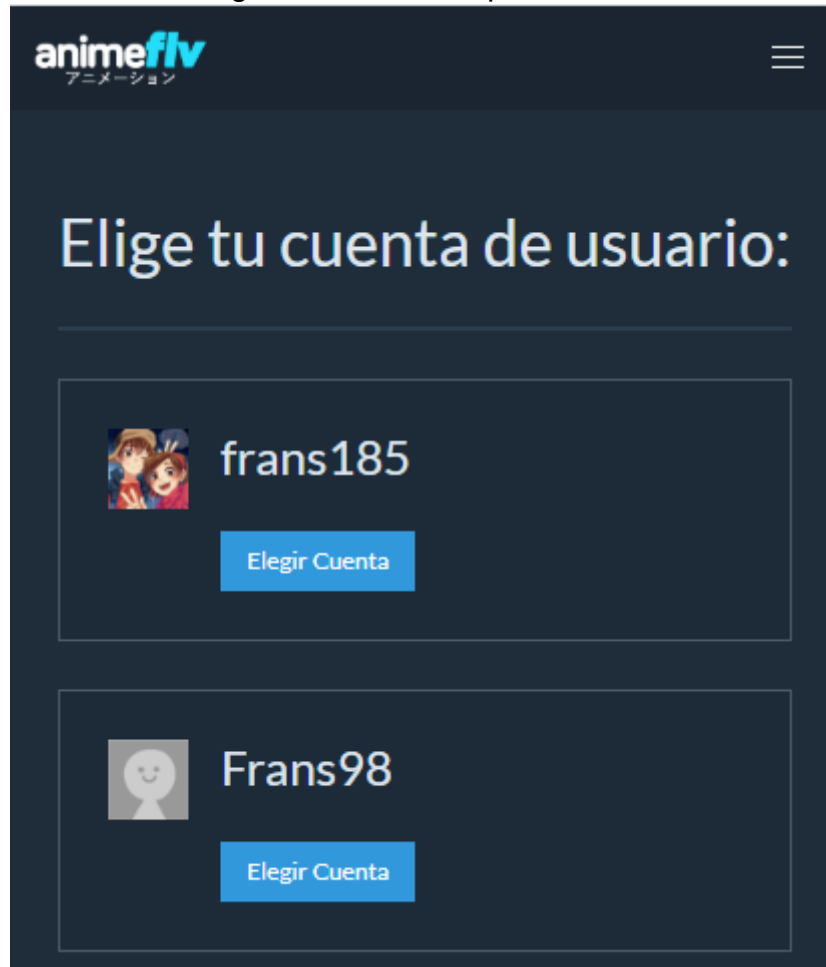 animeflv
アニメーション
Elige tu cuenta de usuario:
frans185
Elegir Cuenta
Frans98
Elegir Cuenta